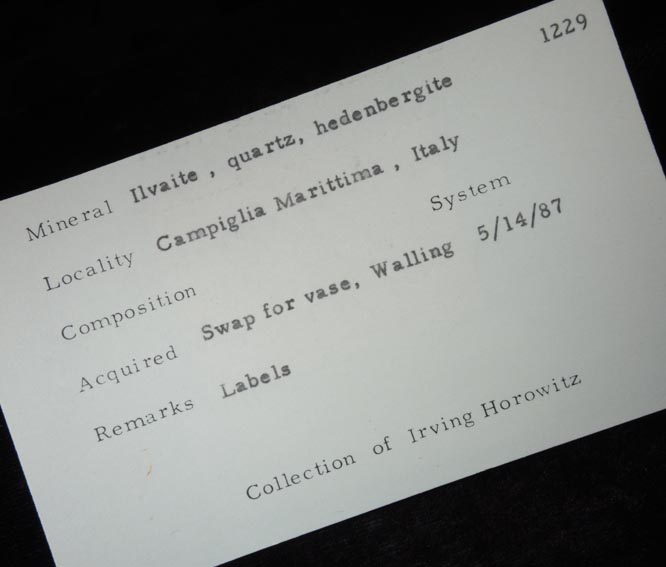 1229
Mineral Ilvaite , quartz, hedenbergite
Locality Campiglia Marittima , Italy
Composition System
Acquired Swap for vase, Walling 5/14/87
Remarks Labels
Collection of Irving Horowitz